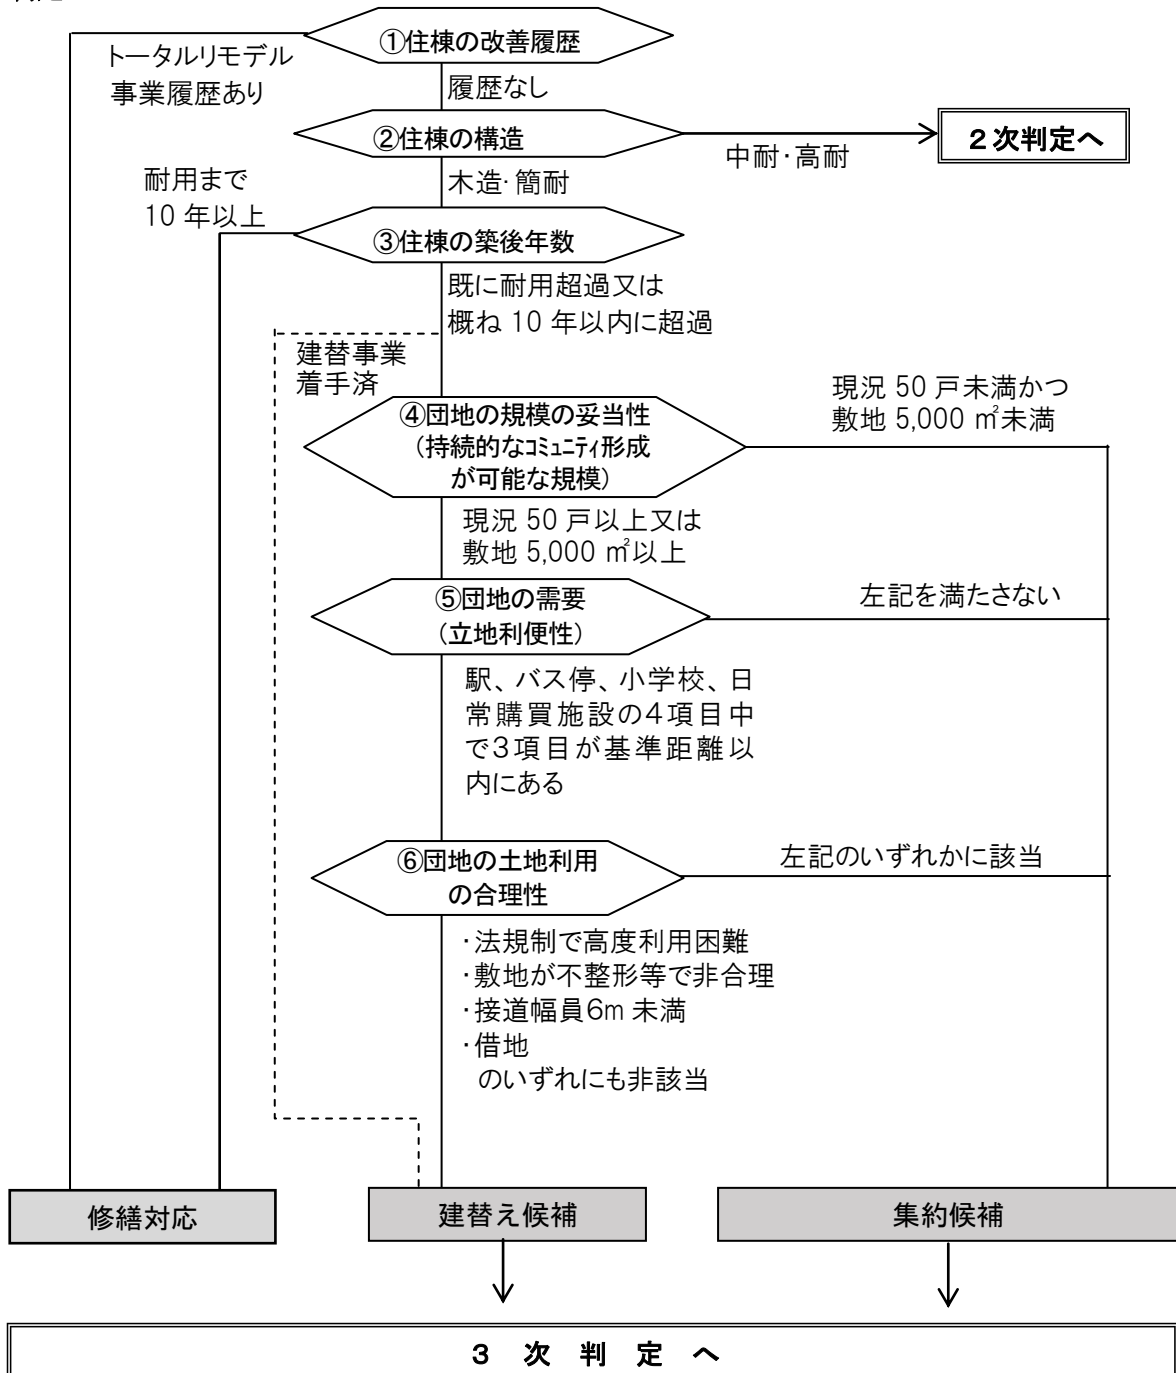 ①住棟の改善履歴
トータルリモデル
事業履歴あり
履歴なし
②住棟の構造
中耐・高耐
２次判定へ
木造・簡耐
耐用まで
10 年以上
③住棟の築後年数
既に耐用超過又は
概ね 10 年以内に超過
建替事業
着手済
④団地の規模の妥当性
（持続的なｺﾐｭﾆﾃｨ形成
が可能な規模）
現況 50 戸未満かつ
敷地 5,000 ㎡未満
現況 50 戸以上又は
敷地 5,000 ㎡以上
⑤団地の需要
（立地利便性）
左記を満たさない
駅、バス停、小学校、日
常購買施設の４項目中
で３項目が基準距離以
内にある
⑥団地の土地利用
の合理性
左記のいずれかに該当
・法規制で高度利用困難
・敷地が不整形等で非合理
・接道幅員６ｍ 未満
・借地
のいずれにも非該当
修繕対応
建替え候補
集約候補
３ 次 判 定 へ